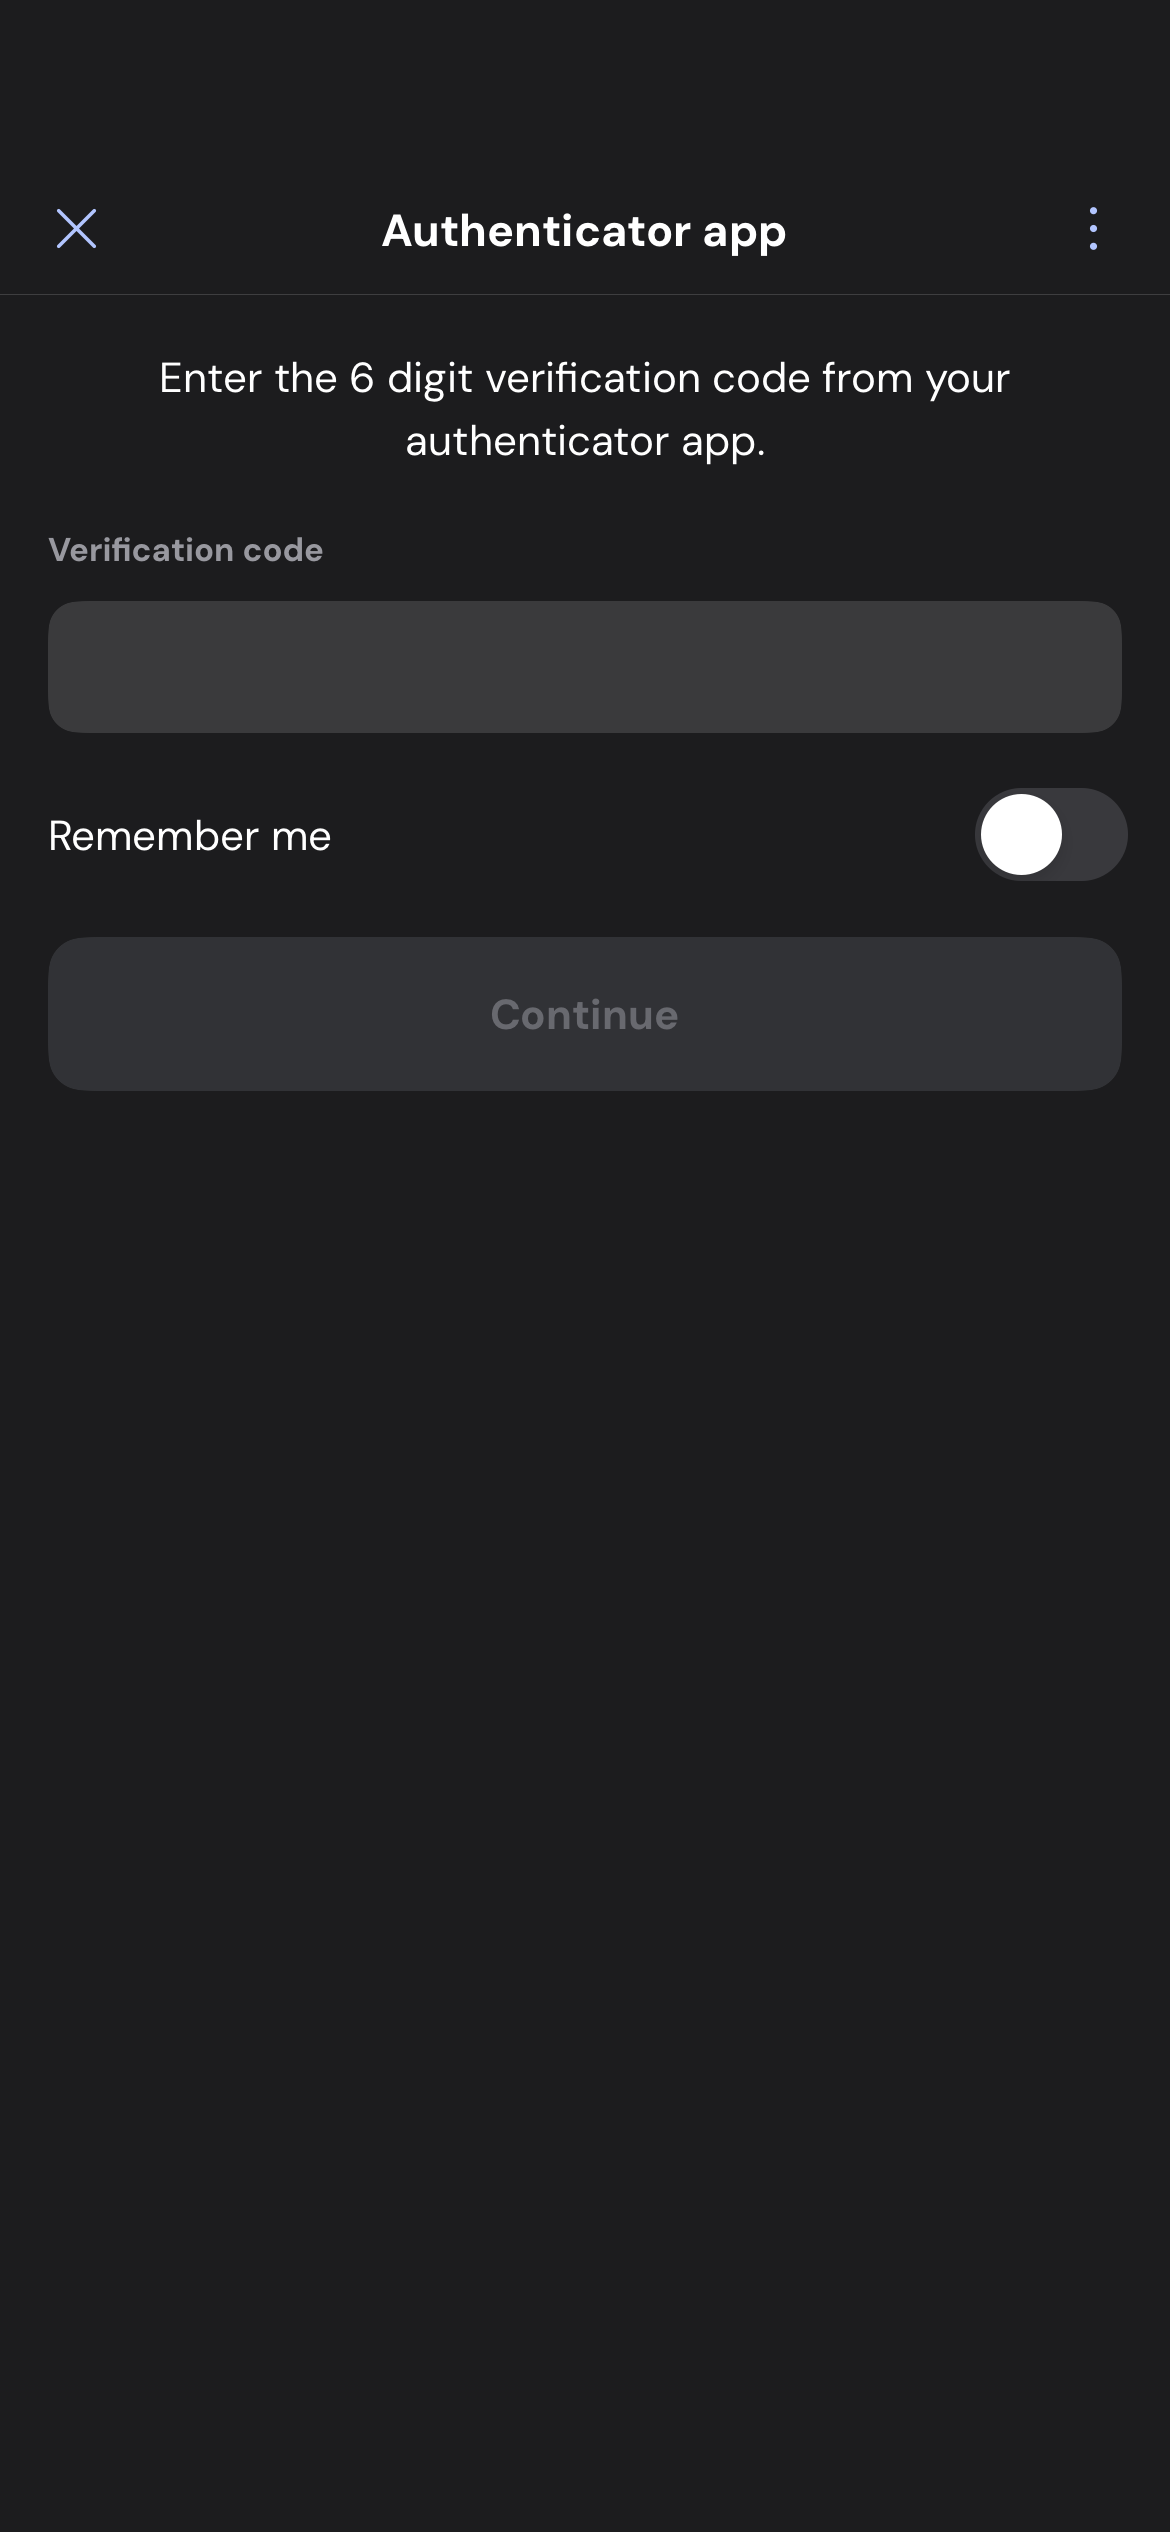 Authenticator app
Enter the 6 digit verification code from your
authenticator app.
Verification code
Remember me
Continue